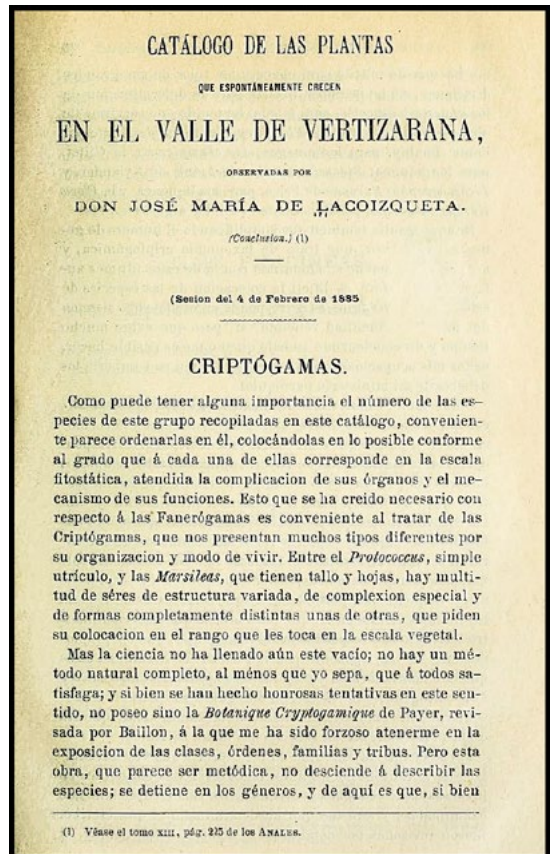 CATÁLOGO DE LAS PLANTAS
QUE ESPONTÁNEAMENTE CRECEN
EN EL VALLE DE VERTIZARANA,
OBSERVADAS POR
DON JOSÉ MARÍA DE LACOIZQUETA.
(Conclusion.) (1)
(Sesion del 4 de Febrero de 1885
CRIPTÓGAMAS.
Como puede tener alguna importancia el número de las es-
pecies de este grupo recopiladas en este catálogo, convenien-
te parece ordenarlas en él, colocándolas en lo posible conforme
al grado que á cada una de ellas corresponde en la escala
fitostática, atendida la complicacion de sus órganos y el me-
canismo de sus funciones. Esto que se ha creido necesario con
respecto á las Fanerógamas es conveniente al tratar de las
Criptógamas, que nos presentan muchos tipos diferentes por
su organizacion y modo de vivir. Entre el Protococcus, simple
utrículo, y las Marsileas, que tienen tallo y hojas, hay multi-
tud de séres de estructura variada, de complexion especial y
de formas completamente distintas unas de otras, que piden
su colocacion en el rango que les toca en la escala vegetal.
Mas la ciencia no ha llenado aún este vacío; no hay un mé-
todo natural completo, al ménos que yo sepa, que á todos sa-
tisfaga; y si bien se han hecho honrosas tentativas en este sen-
tido, no poseo sino la Botanique Cryptogamique de Payer, revi-
sada por Baillon, á la que me ha sido forzoso atenerme en la
exposicion de las clases, órdenes, familias y tribus. Pero esta
obra, que parece ser metódica, no desciende á describir las
especies; se detiene en los géneros, y de aquí es que, si bien
(1) Véase el tomo XIII, pág. 225 de los ANALES.